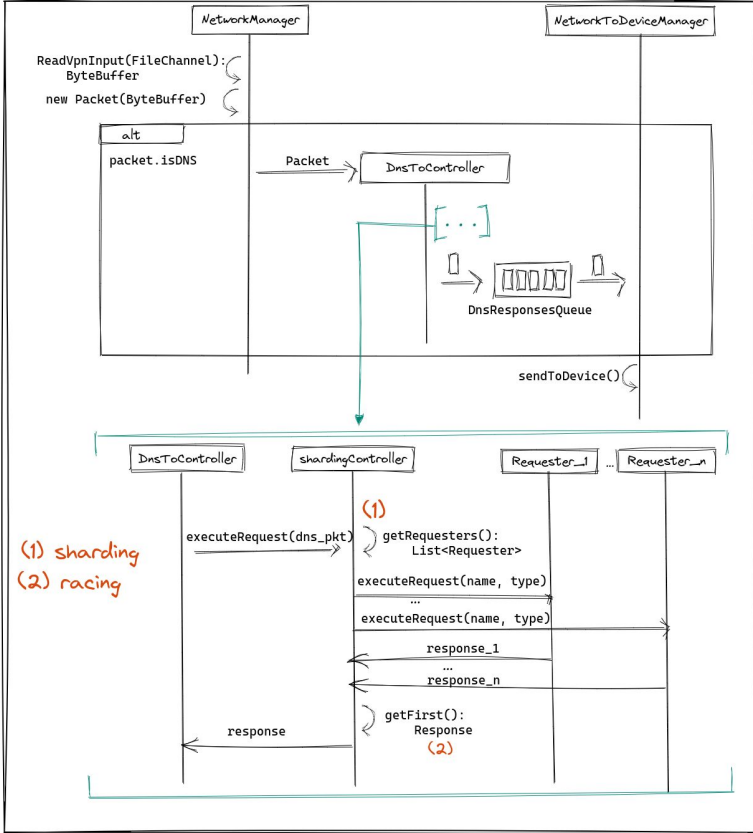 NetworkManager
NetworkToDeviceManager
ReadVpnInput(FileChannel):
ByteBuffer
new Packet(ByteBuffer)
alt
packet.isDNS
Packet
DnsToController
[...]
DnsResponsesQueue
sendToDevice()
DnsToController
shardingController
Requester_1
...
Requester_n
(1)
executeRequest(dns_pkt)
getRequesters():
List<Requester>
(1) sharding
(2) racing
executeRequest(name, type)
...
executeRequest(name, type)
response_1
...
response_n
getFirst():
Response
response
(2)